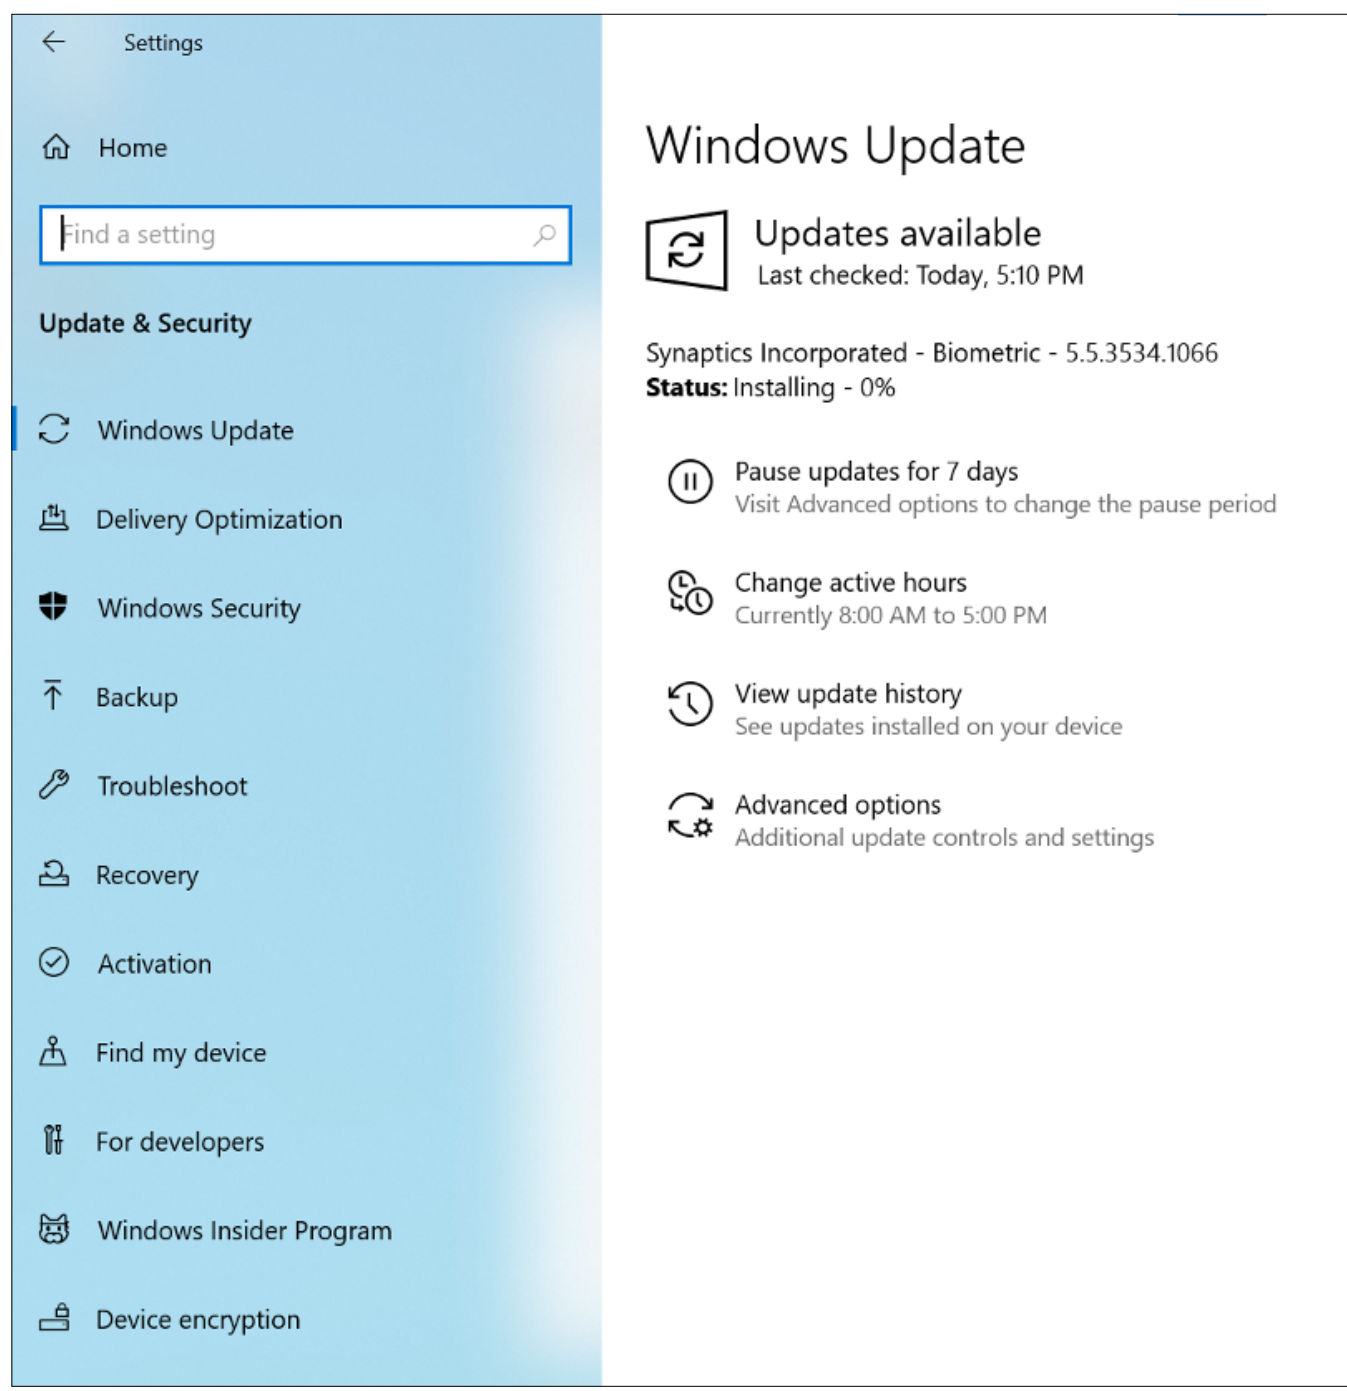 Settings
Home
Find a setting
Update & Security
Windows Update
Delivery Optimization
Windows Security
Backup
Troubleshoot
Recovery
Activation
Find my device
For developers
Windows Insider Program
Device encryption
Windows Update
Updates available
Last checked: Today, 5:10 PM
Synaptics Incorporated - Biometric - 5.5.3534.1066
Status: Installing - 0%
Pause updates for 7 days
Visit Advanced options to change the pause period
Change active hours
Currently 8:00 AM to 5:00 PM
View update history
See updates installed on your device
Advanced options
Additional update controls and settings